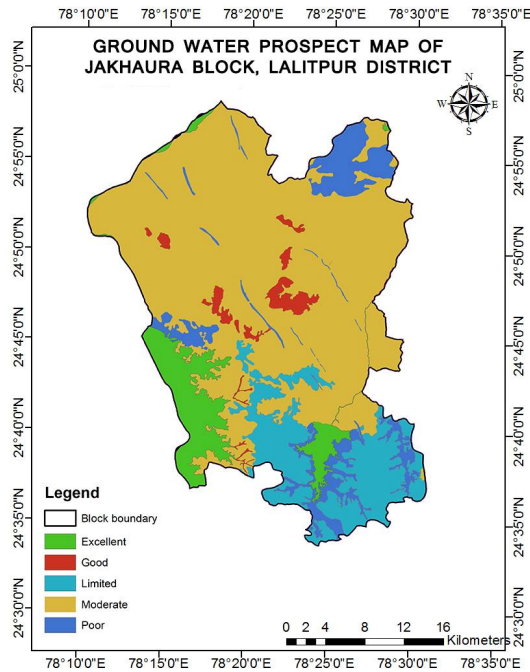 78°10'0"E 78°15'0"E 78°20'0"E 78°25'0"E 78°30'0"E 78°35'0"E
GROUND WATER PROSPECT MAP OF
JAKHAURA BLOCK, LALITPUR DISTRICT
N
W E
S
25°0'0"N 25°0'0"N
24°55'0"N 24°55'0"N
24°50'0"N 24°50'0"N
24°45'0"N 24°45'0"N
24°40'0"N 24°40'0"N
24°35'0"N 24°35'0"N
24°30'0"N 24°30'0"N
Legend
Block boundary
Excellent
Good
Limited
Moderate
Poor
0 2 4 8 12 16
Kilometers
78°10'0"E 78°15'0"E 78°20'0"E 78°25'0"E 78°30'0"E 78°35'0"E